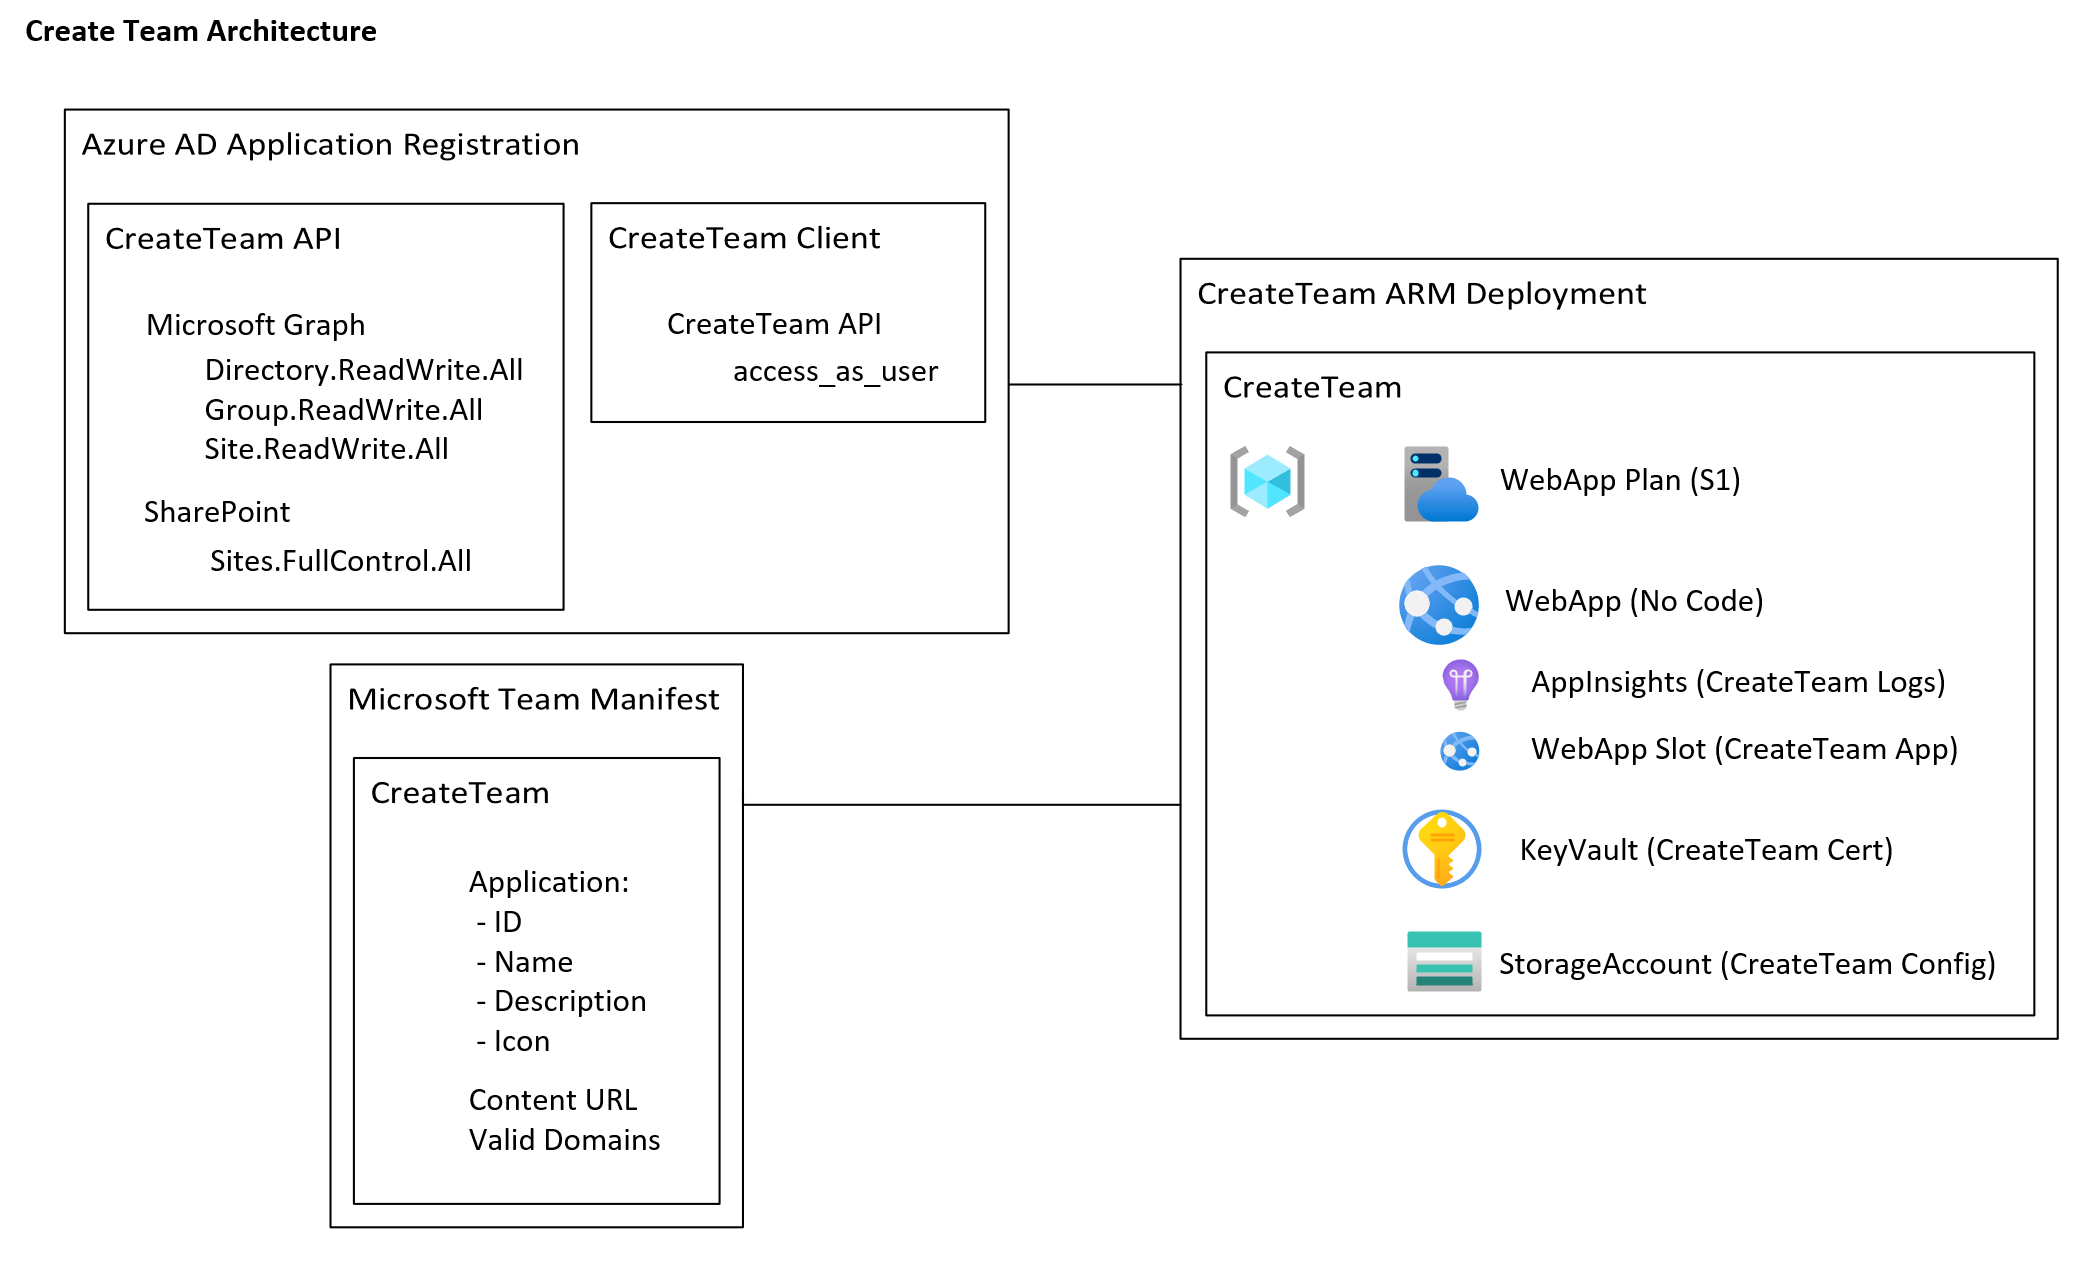 Create Team Architecture
Azure AD Application Registration
CreateTeam API
Microsoft Graph
Directory.ReadWrite.All
Group.ReadWrite.All
Site.ReadWrite.All
SharePoint
Sites.FullControl.All
CreateTeam Client
CreateTeam API
access_as_user
Microsoft Team Manifest
CreateTeam
Application:
- ID
- Name
- Description
- Icon
Content URL
Valid Domains
CreateTeam ARM Deployment
CreateTeam
WebApp Plan (S1)
WebApp (No Code)
AppInsights (CreateTeam Logs)
WebApp Slot (CreateTeam App)
KeyVault (CreateTeam Cert)
StorageAccount (CreateTeam Config)